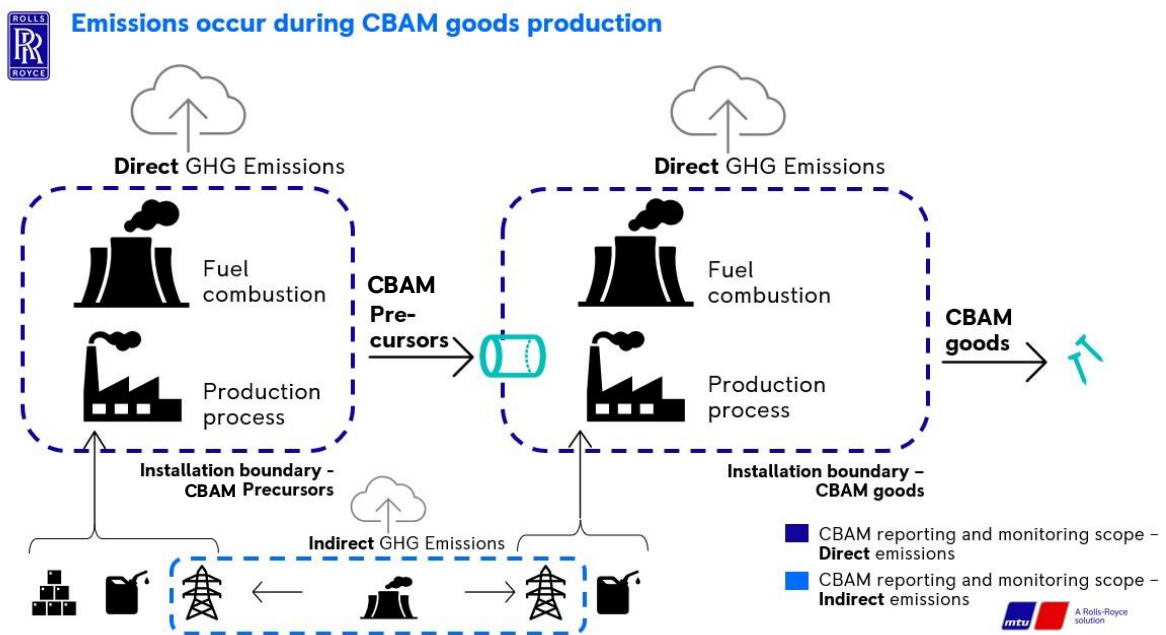 ROLLS
RR
ROYCE
Emissions occur during CBAM goods production
Direct GHG Emissions
Direct GHG Emissions
Fuel
combustion
Production
process
CBAM
Pre-
cursors
Fuel
combustion
Production
process
CBAM
goods
Installation boundary -
CBAM Precursors
Installation boundary –
CBAM goods
Indirect GHG Emissions
CBAM reporting and monitoring scope –
Direct emissions
CBAM reporting and monitoring scope –
Indirect emissions
mtu
A Rolls-Royce
solution